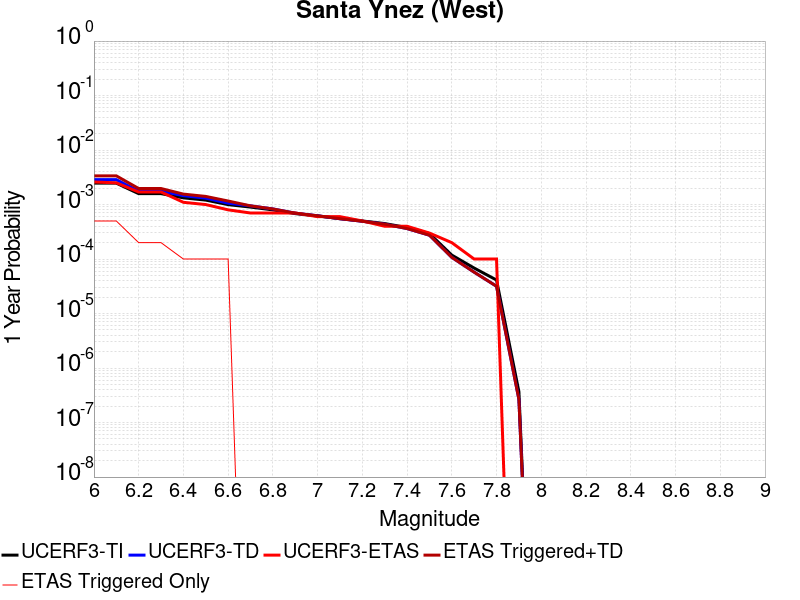 Santa Ynez (West)
10^0
10^-1
10^-2
10^-3
10^-4
10^-5
10^-6
10^-7
10^-8
1 Year Probability
6 6.2 6.4 6.6 6.8 7 7.2 7.4 7.6 7.8 8 8.2 8.4 8.6 8.8 9
Magnitude
UCERF3-TI UCERF3-TD UCERF3-ETAS ETAS Triggered+TD
ETAS Triggered Only